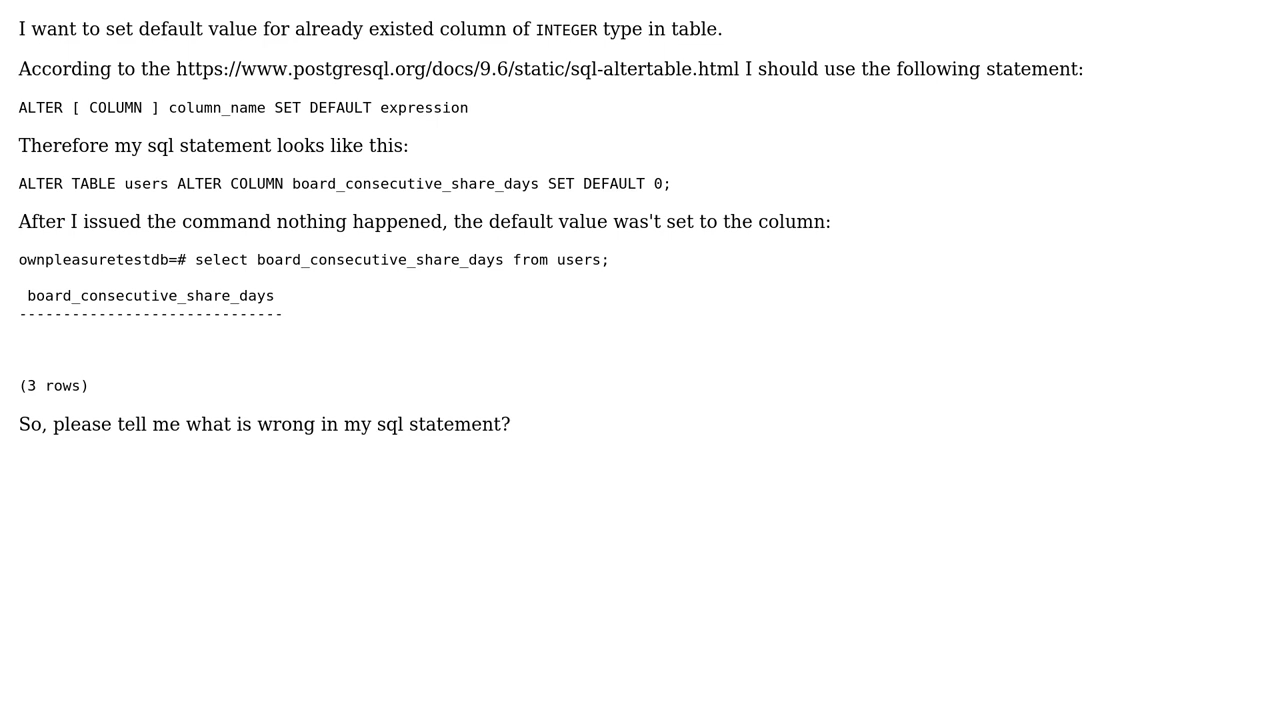 I want to set default value for already existed column of INTEGER type in table.
According to the https://www.postgresql.org/docs/9.6/static/sql-altertable.html I should use the following statement:
ALTER [ COLUMN ] column_name SET DEFAULT expression
Therefore my sql statement looks like this:
ALTER TABLE users ALTER COLUMN board_consecutive_share_days SET DEFAULT 0;
After I issued the command nothing happened, the default value was't set to the column:
ownpleasuretestdb=# select board_consecutive_share_days from users;
board_consecutive_share_days
------------------------------
(3 rows)
So, please tell me what is wrong in my sql statement?